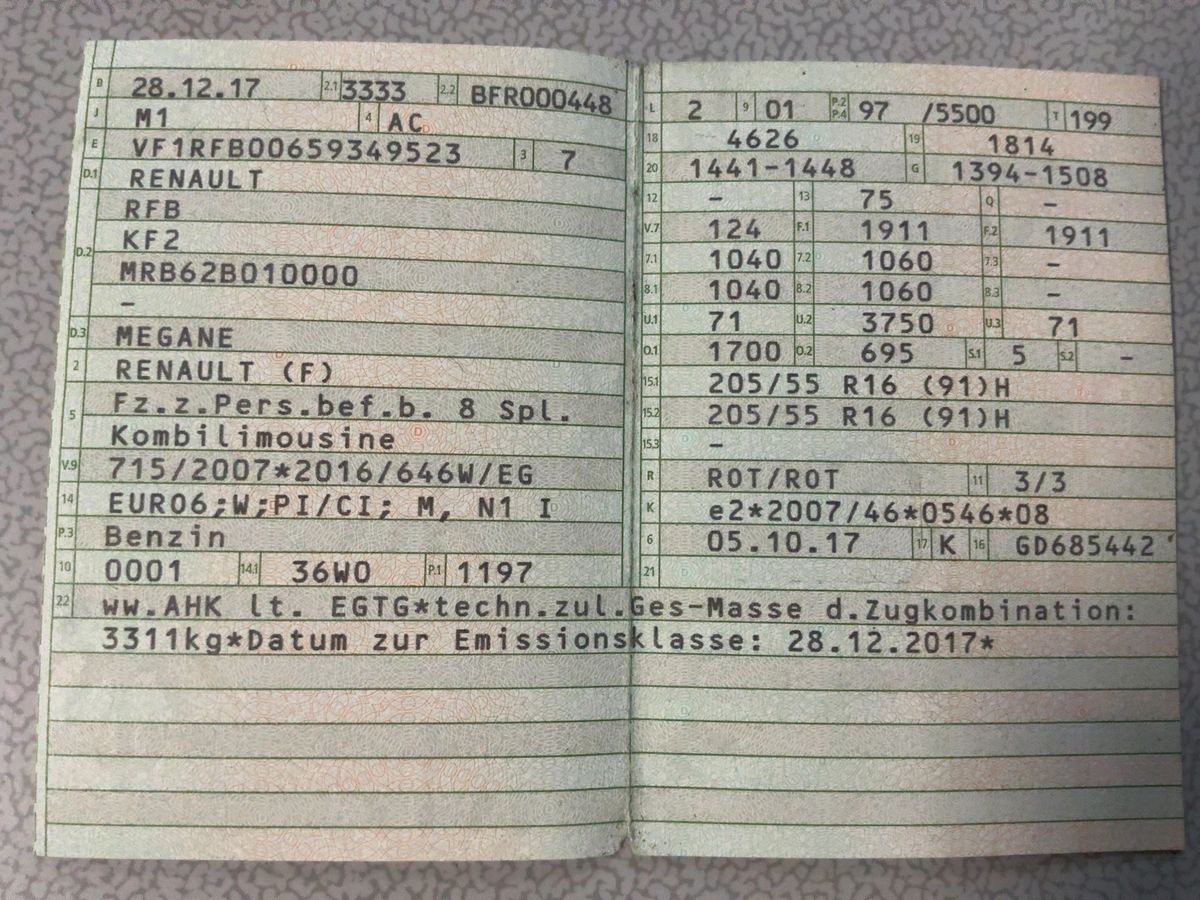 B 28.12.17 2.1 3333 2.2 BFR000448
J M1 4 AC
E VF1RFB00659349523 3 7
D.1 RENAULT
RFB
D.2 KF2
MRB62B010000
–
D.3 MEGANE
2 RENAULT (F)
5 Fz.z.Pers.bef.b. 8 Spl.
Kombilimousine
V.9 715/2007*2016/646W/EG
14 EURO6;W;PI/CI; M, N1 I
P.3 Benzin
10 0001 14.1 36W0 P.1 1197
L 2 9 01 P.2 P.4 97 /5500 T 199
18 4626 19 1814
20 1441-1448 G 1394-1508
12 – 13 75 Q –
V.7 124 F.1 1911 F.2 1911
7.1 1040 7.2 1060 7.3 –
8.1 1040 8.2 1060 8.3 –
U.1 71 U.2 3750 U.3 71
O.1 1700 O.2 695 S.1 5 S.2 –
15.1 205/55 R16 (91)H
15.2 205/55 R16 (91)H
15.3 –
R ROT/ROT 11 3/3
K e2*2007/46*0546*08
6 05.10.17 17 K 16 GD685442
21
22 ww.AHK lt. EGTG*techn.zul.Ges-Masse d.Zugkombination:
3311kg*Datum zur Emissionsklasse: 28.12.2017*